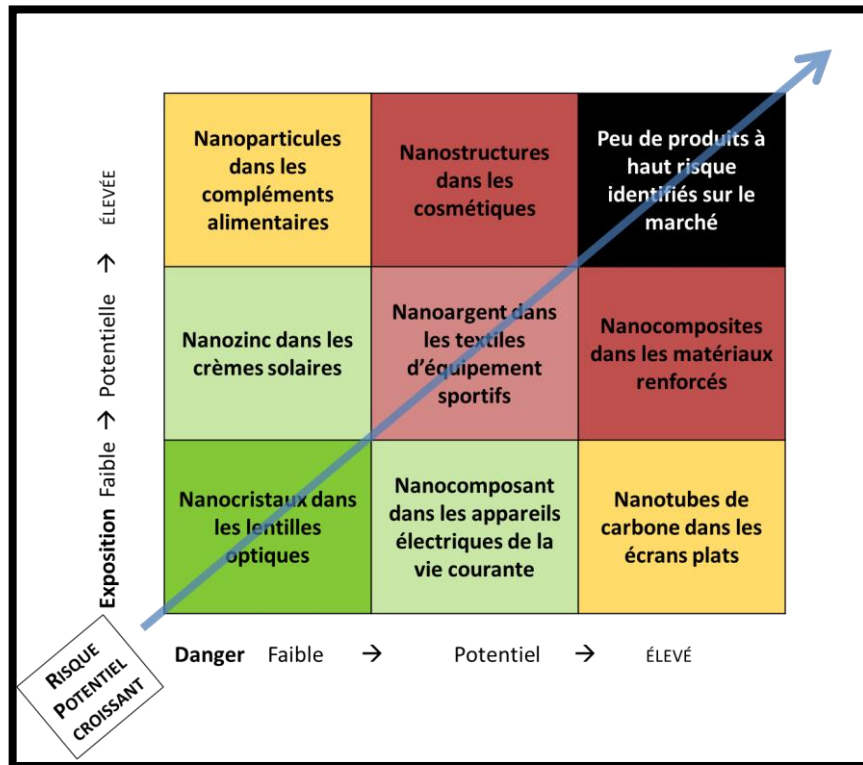 Nanoparticules
dans les
compléments
alimentaires
Nanostructures
dans les
cosmétiques
Peu de produits à
haut risque
identifiés sur le
marché
Nanozinc dans les
crèmes solaires
Nanoargent dans
les textiles
d'équipement
sportifs
Nanocomposites
dans les matériaux
renforcés
Nanocristaux dans
les lentilles
optiques
Nanocomposant
dans les appareils
électriques de la
vie courante
Nanotubes de
carbone dans les
écrans plats
Exposition Faible → Potentielle → ÉLEVÉE
Danger Faible → Potentiel → ÉLEVÉ
RISQUE
POTENTIEL
CROISSANT